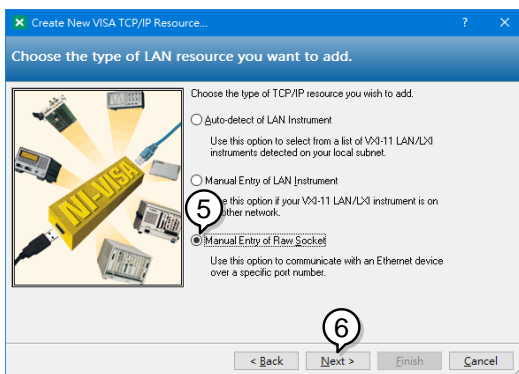 Create New VISA TCP/IP Resource...
?
Choose the type of LAN resource you want to add.
NI-VISA
Choose the type of TCP/IP resource you wish to add.
Auto-detect of LAN Instrument
Use this option to select from a list of VXI-11 LAN/LXI
instruments detected on your local subnet.
Manual Entry of LAN Instrument
this option if your VXI-11 LAN/LXI instrument is on
network.
5
Manual Entry of Raw Socket
Use this option to communicate with an Ethernet device
over a specific port number.
6
< Back Next > Finish Cancel